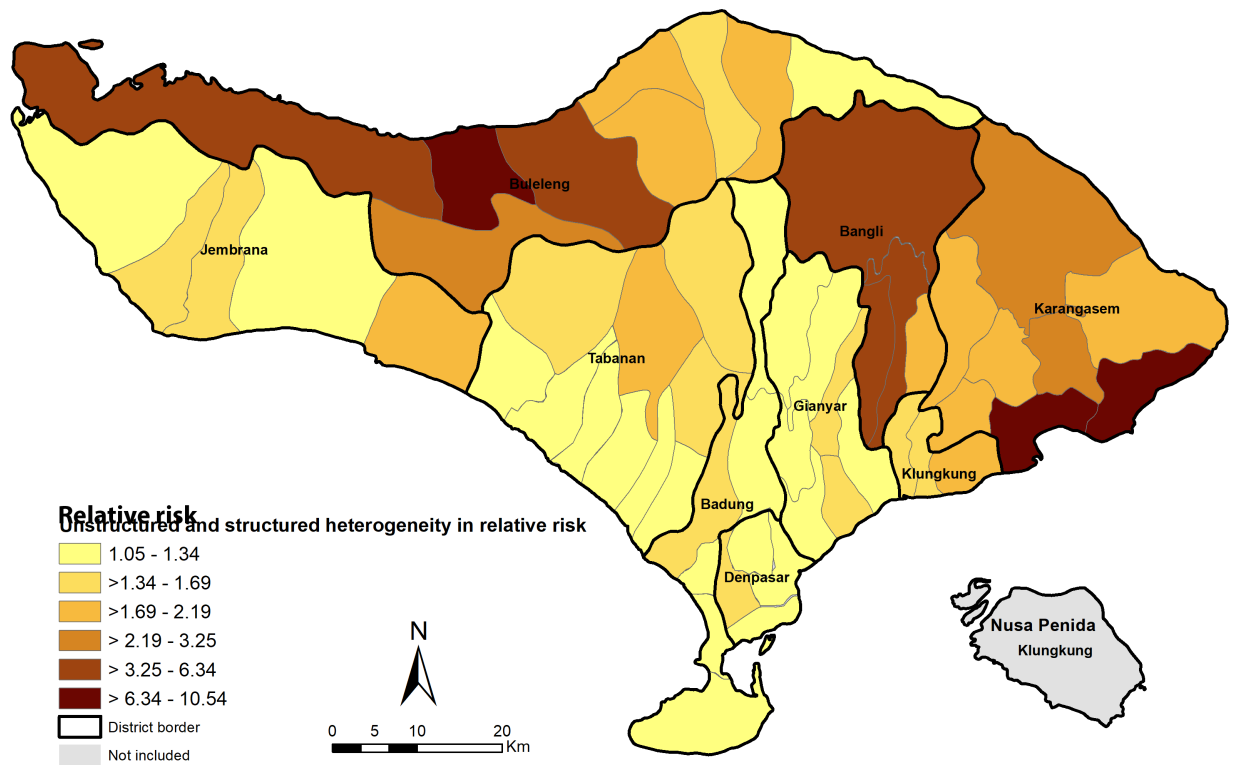 Buleleng
Bangli
Jembrana
Karangasem
Tabanan
Gianyar
Klungkung
Badung
Relative risk
Unstructured and structured heterogeneity in relative risk
1.05 - 1.34
Denpasar
>1.34 - 1.69
>1.69 - 2.19
> 2.19 - 3.25
> 3.25 - 6.34
> 6.34 - 10.54
District border
Not included
N
0 5 10 20
Km
Nusa Penida
Klungkung